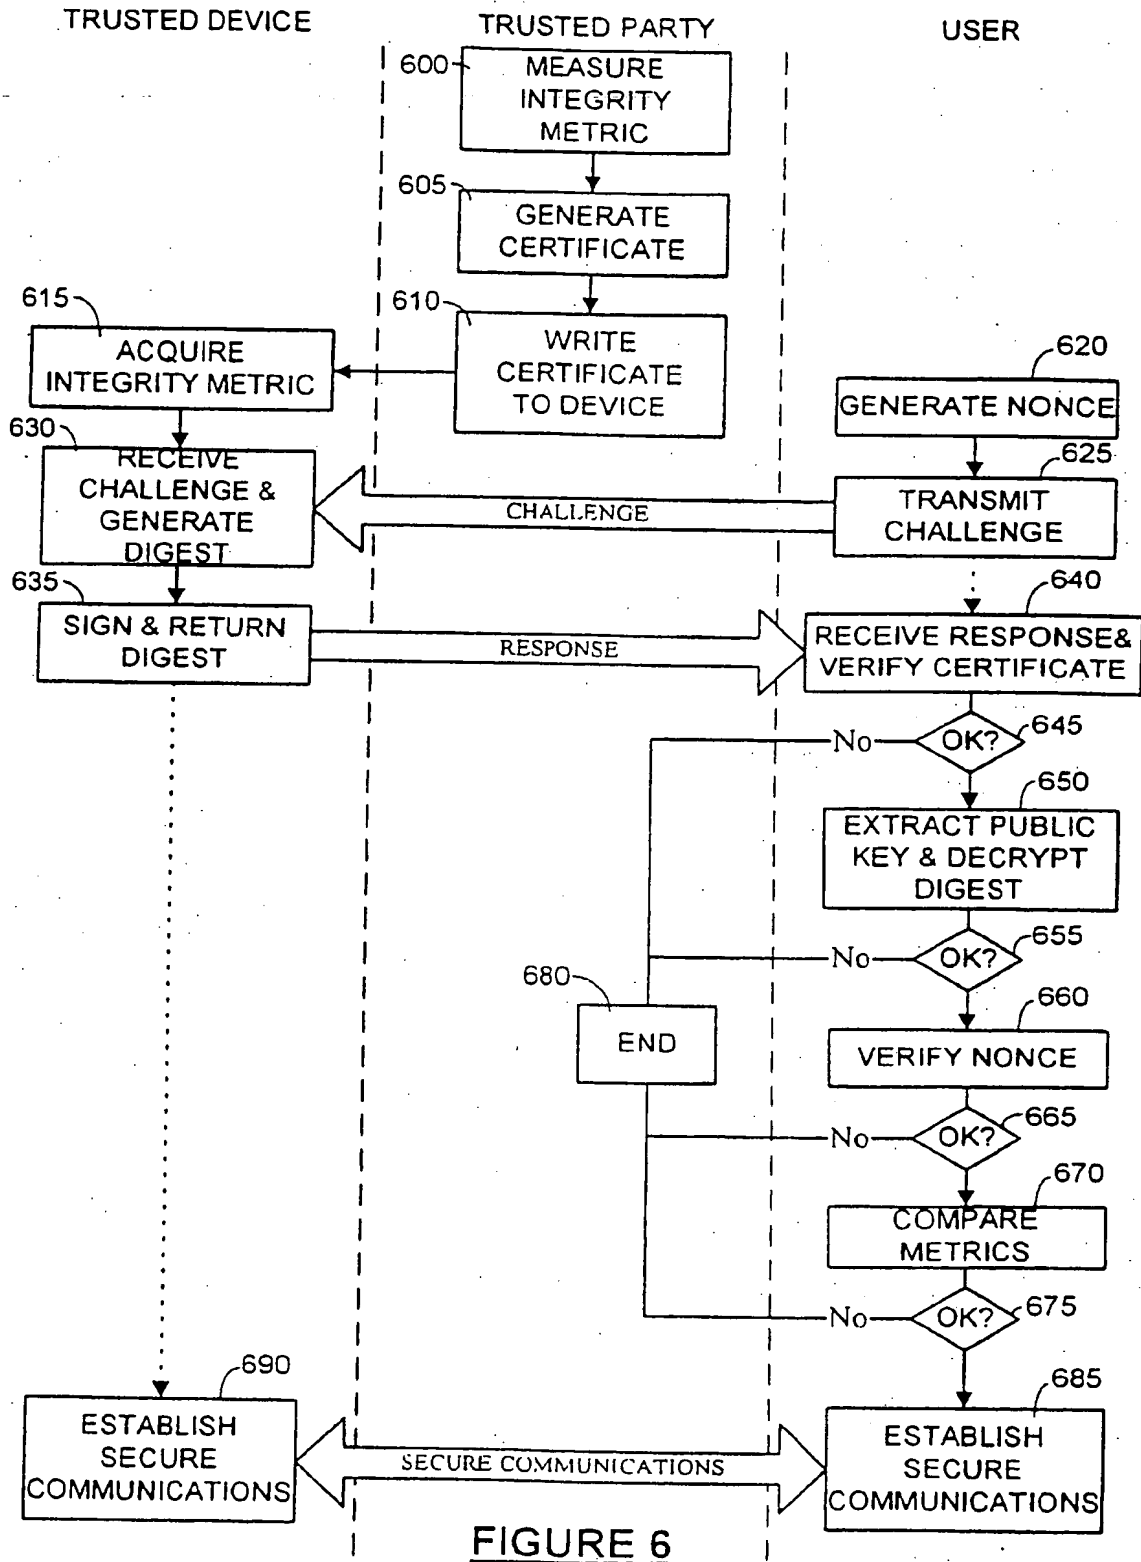 TRUSTED DEVICE
TRUSTED PARTY
USER
600
MEASURE
INTEGRITY
METRIC
605
GENERATE
CERTIFICATE
610
WRITE
CERTIFICATE
TO DEVICE
615
ACQUIRE
INTEGRITY METRIC
620
GENERATE NONCE
625
TRANSMIT
CHALLENGE
CHALLENGE
630
RECEIVE
CHALLENGE &
GENERATE
DIGEST
635
SIGN & RETURN
DIGEST
RESPONSE
640
RECEIVE RESPONSE&
VERIFY CERTIFICATE
No
OK?
645
650
EXTRACT PUBLIC
KEY & DECRYPT
DIGEST
No
OK?
655
680
END
660
VERIFY NONCE
No
OK?
665
670
COMPARE
METRICS
No
OK?
675
690
ESTABLISH
SECURE
COMMUNICATIONS
SECURE COMMUNICATIONS
685
ESTABLISH
SECURE
COMMUNICATIONS
FIGURE 6